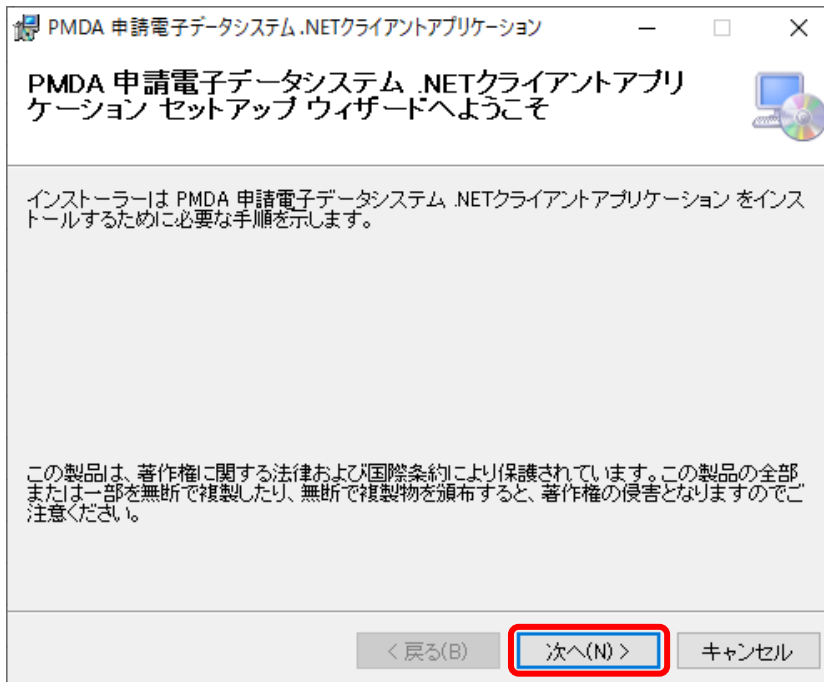 PMDA 申請電子データシステム.NETクライアントアプリケーション
PMDA 申請電子データシステム .NETクライアントアプリ
ケーション セットアップ ウィザードへようこそ
インストーラーは PMDA 申請電子データシステム .NETクライアントアプリケーション をインス
トールするために必要な手順を示します。
この製品は、著作権に関する法律および国際条約により保護されています。この製品の全部
または一部を無断で複製したり、無断で複製物を頒布すると、著作権の侵害となりますのでご
注意ください。
< 戻る(B) 次へ(N) > キャンセル